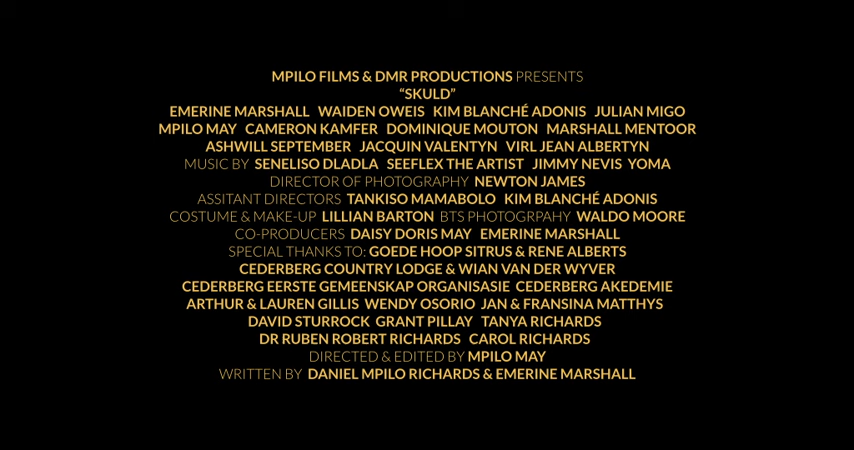 MPILO FILMS & DMR PRODUCTIONS PRESENTS
“SKULD”
EMERINE MARSHALL WAIDEN OWEIS KIM BLANCHÉ ADONIS JULIAN MIGO
MPILO MAY CAMERON KAMFER DOMINIQUE MOUTON MARSHALL MENTOOR
ASHWILL SEPTEMBER JACQUIN VALENTYN VIRL JEAN ALBERTYN
MUSIC BY SENELISO DLADLA SEEFLEX THE ARTIST JIMMY NEVIS YOMA
DIRECTOR OF PHOTOGRAPHY NEWTON JAMES
ASSITANT DIRECTORS TANKISO MAMABOLO KIM BLANCHÉ ADONIS
COSTUME & MAKE-UP LILLIAN BARTON BTS PHOTOGRPAHY WALDO MOORE
CO-PRODUCERS DAISY DORIS MAY EMERINE MARSHALL
SPECIAL THANKS TO: GOEDE HOOP SITRUS & RENE ALBERTS
CEDERBERG COUNTRY LODGE & WIAN VAN DER WYVER
CEDERBERG EERSTE GEMEENSKAP ORGANISASIE CEDERBERG AKEDEMIE
ARTHUR & LAUREN GILLIS WENDY OSORIO JAN & FRANSINA MATTHYS
DAVID STURROCK GRANT PILLAY TANYA RICHARDS
DR RUBEN ROBERT RICHARDS CAROL RICHARDS
DIRECTED & EDITED BY MPILO MAY
WRITTEN BY DANIEL MPILO RICHARDS & EMERINE MARSHALL